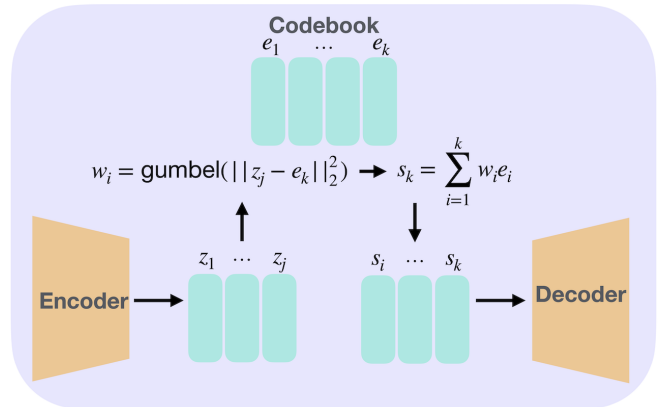 Codebook
e₁ ⋯ eₖ
wᵢ = gumbel(||zⱼ − eₖ||₂²) → sₖ = ∑ᵢ₌₁ᵏ wᵢeᵢ
z₁ ⋯ zⱼ
sᵢ ⋯ sₖ
Encoder
Decoder